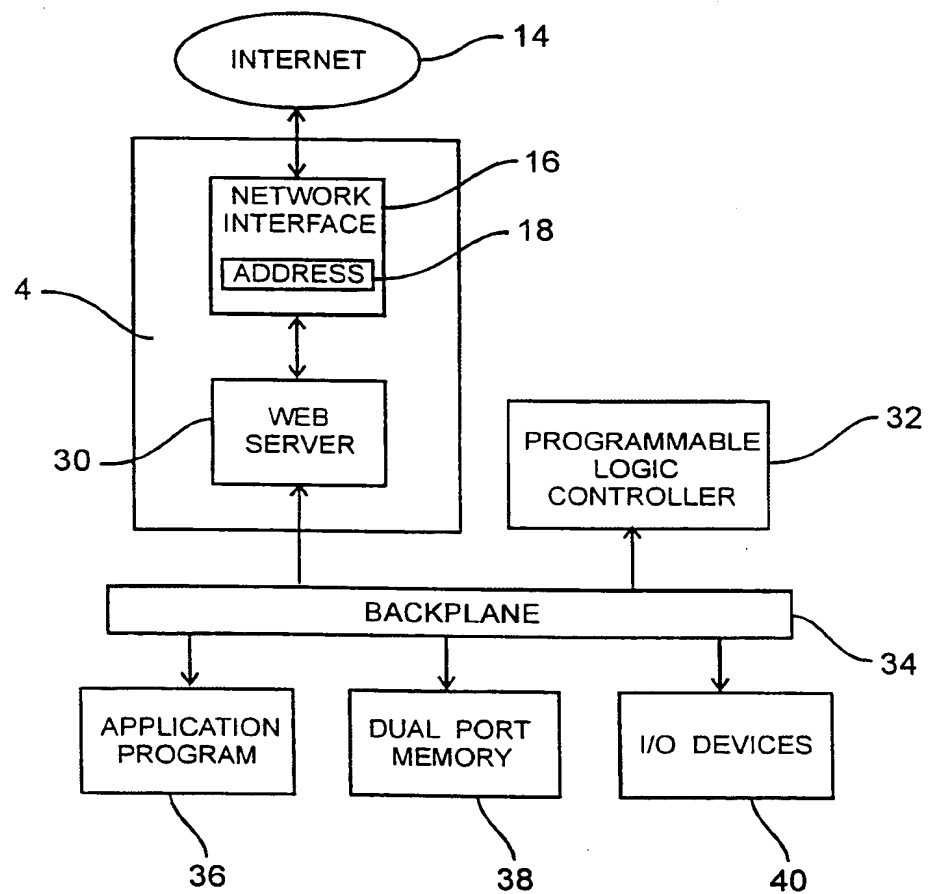 INTERNET
14
NETWORK
INTERFACE
16
ADDRESS
18
4
WEB
SERVER
30
PROGRAMMABLE
LOGIC
CONTROLLER
32
BACKPLANE
34
APPLICATION
PROGRAM
DUAL PORT
MEMORY
I/O DEVICES
36
38
40